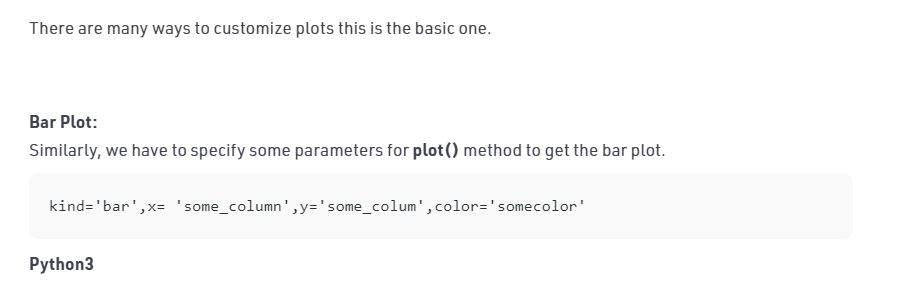 There are many ways to customize plots this is the basic one.
Bar Plot:
Similarly, we have to specify some parameters for plot() method to get the bar plot.
kind='bar',x= 'some_column',y='some_colum',color='somecolor'
Python3